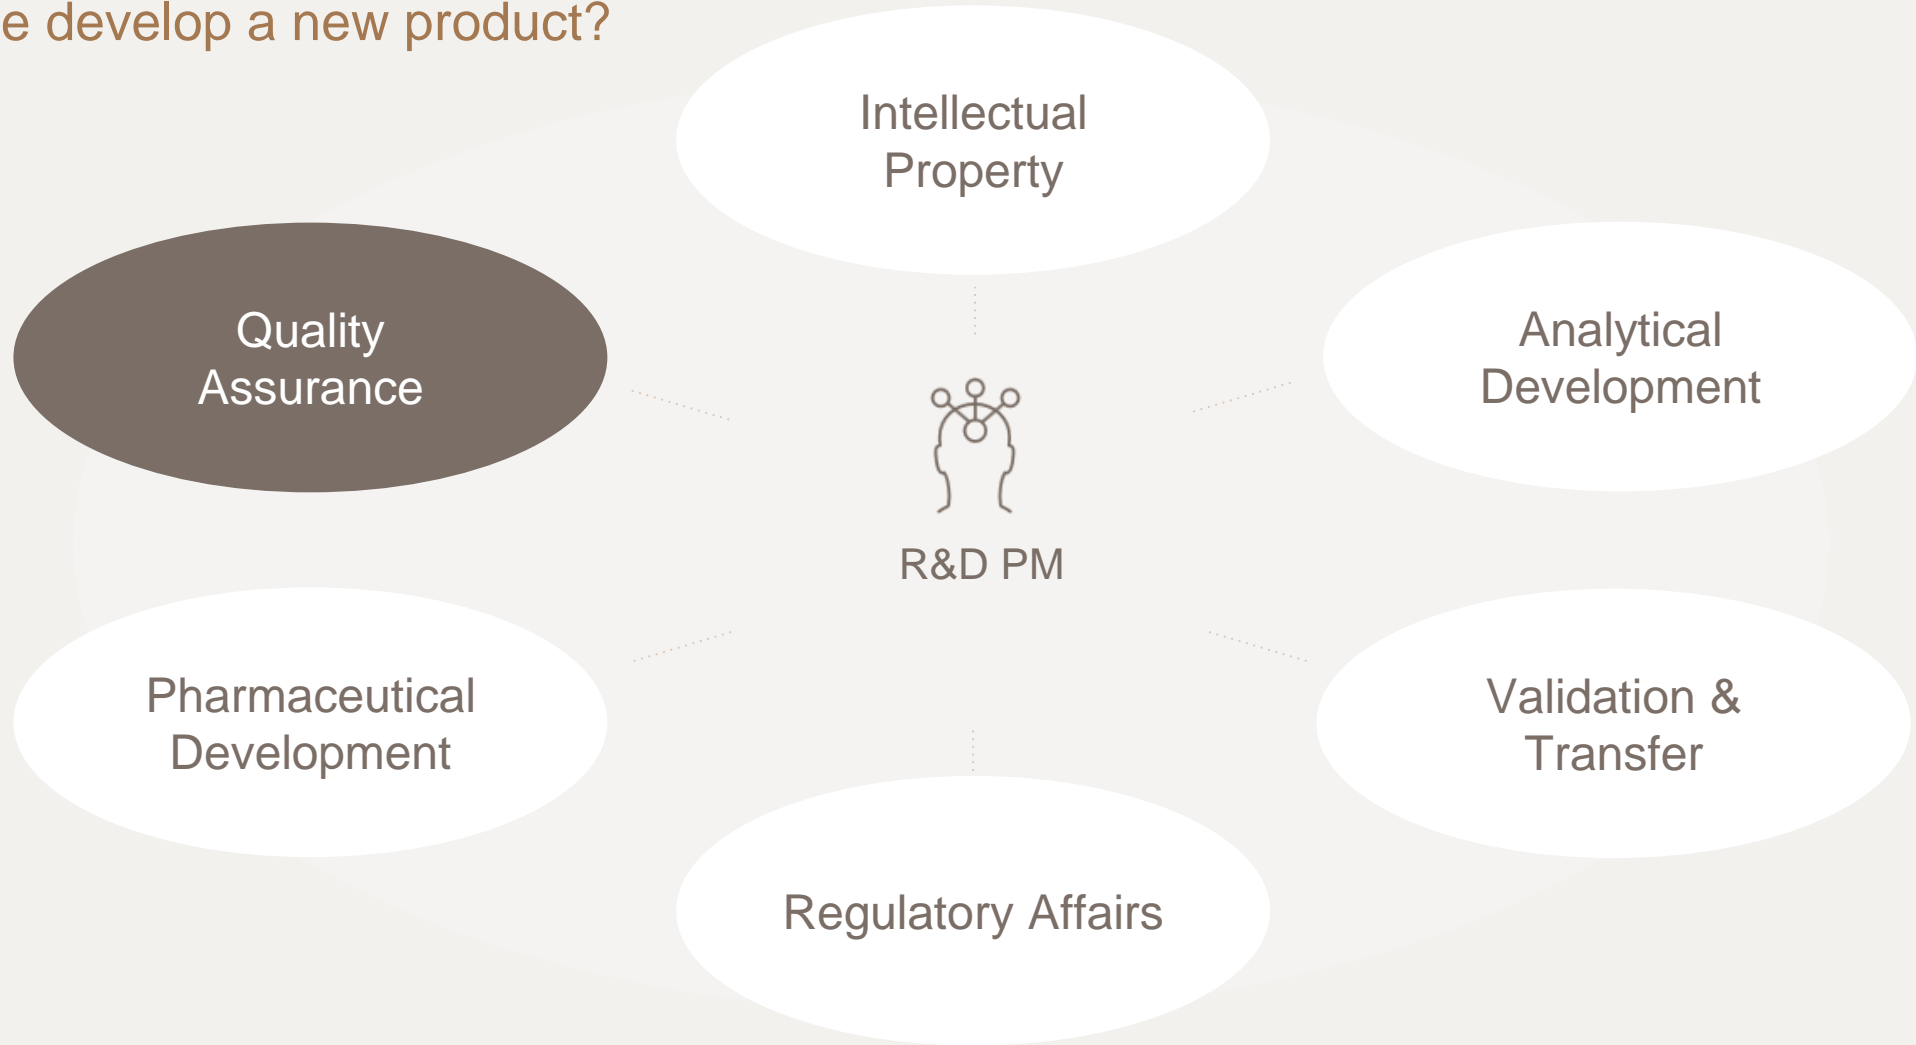 e develop a new product?
Intellectual
Property
Quality
Assurance
Analytical
Development
R&D PM
Pharmaceutical
Development
Validation &
Transfer
Regulatory Affairs